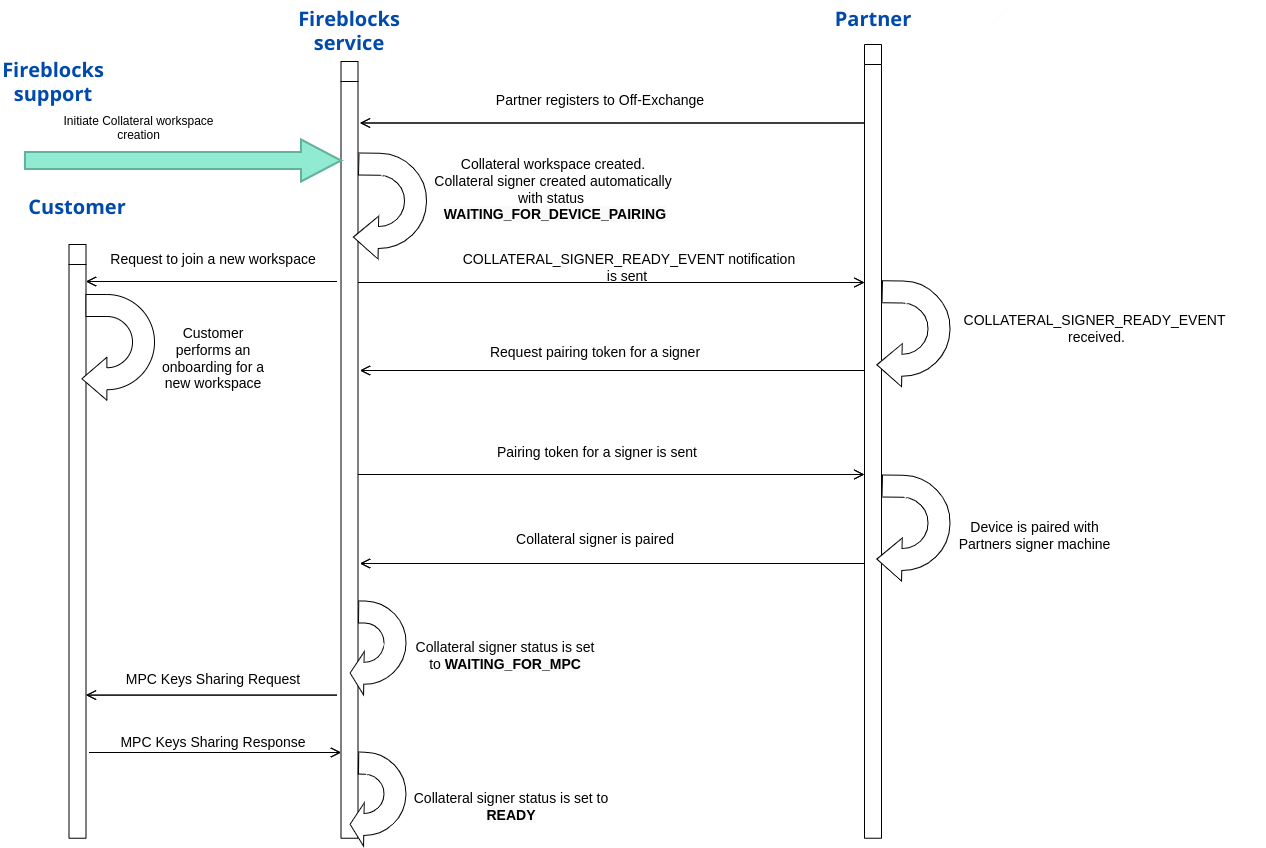 Fireblocks
service
Partner
Fireblocks
support
Partner registers to Off-Exchange
Initiate Collateral workspace
creation
Collateral workspace created.
Collateral signer created automatically
with status
WAITING_FOR_DEVICE_PAIRING
Customer
Request to join a new workspace
COLLATERAL_SIGNER_READY_EVENT notification
is sent
COLLATERAL_SIGNER_READY_EVENT
received.
Customer
performs an
onboarding for a
new workspace
Request pairing token for a signer
Pairing token for a signer is sent
Device is paired with
Partners signer machine
Collateral signer is paired
Collateral signer status is set
to WAITING_FOR_MPC
MPC Keys Sharing Request
MPC Keys Sharing Response
Collateral signer status is set to
READY